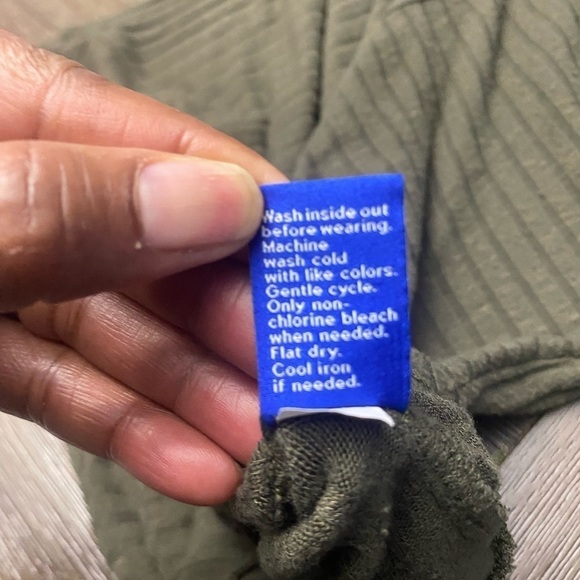 Wash inside out
before wearing.
Machine
wash cold
with like colors.
Gentle cycle.
Only non-
chlorine bleach
when needed.
Flat dry.
Cool iron
if needed.